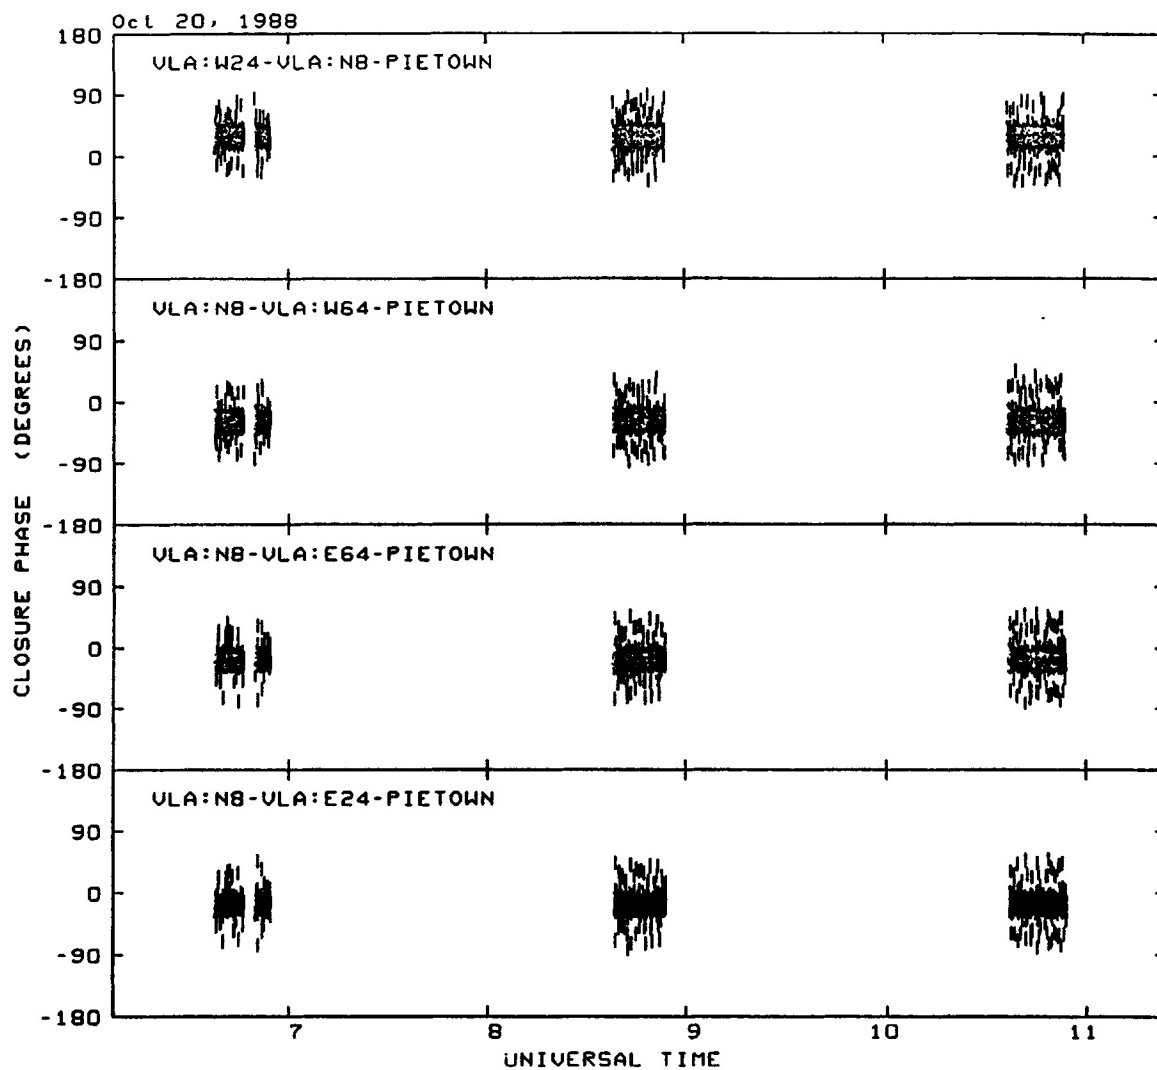 Oct 20, 1988
180
VLA:W24-VLA:N8-PIETOWN
90
0
-90
-180
VLA:N8-VLA:W64-PIETOWN
90
0
-90
-180
VLA:N8-VLA:E64-PIETOWN
90
0
-90
-180
VLA:N8-VLA:E24-PIETOWN
90
0
-90
-180
CLOSURE PHASE (DEGREES)
7 8 9 10 11
UNIVERSAL TIME